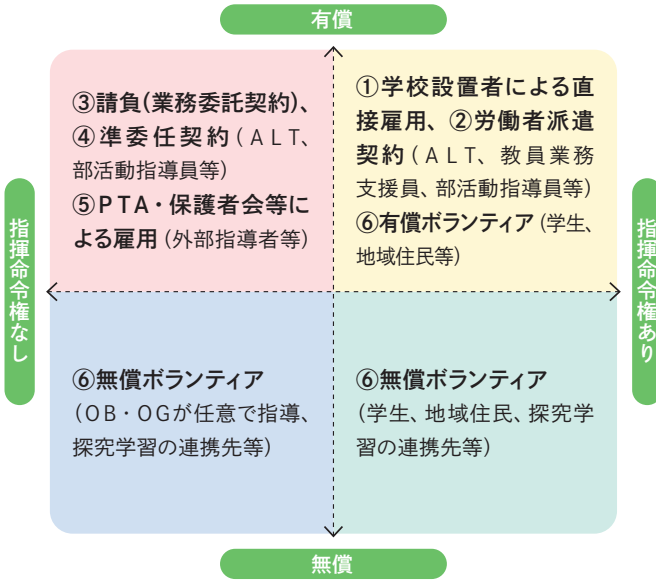 有償
③請負(業務委託契約)、
④準委任契約(ALT、
部活動指導員等)
⑤PTA・保護者会等に
よる雇用(外部指導者等)
①学校設置者による直
接雇用、②労働者派遣
契約(ALT、教員業務
支援員、部活動指導員等)
⑥有償ボランティア(学生、
地域住民等)
指揮命令権なし
指揮命令権あり
⑥無償ボランティア
(OB・OGが任意で指導、
探究学習の連携先等)
⑥無償ボランティア
(学生、地域住民、探究学
習の連携先等)
無償